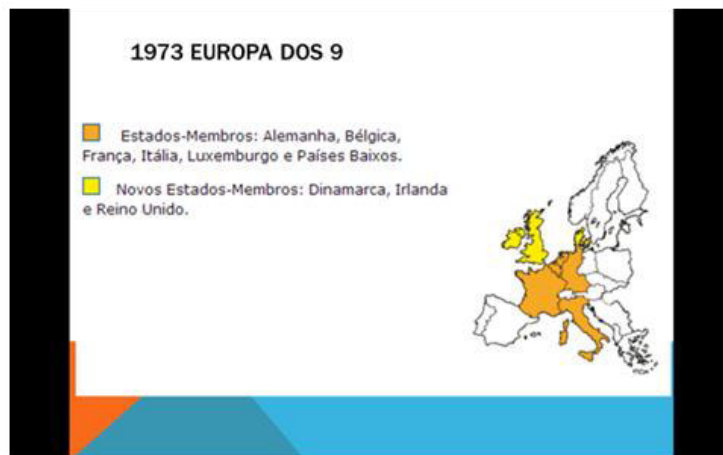 1973 EUROPA DOS 9
Estados-Membros: Alemanha, Bélgica,
França, Itália, Luxemburgo e Países Baixos.
Novos Estados-Membros: Dinamarca, Irlanda
e Reino Unido.